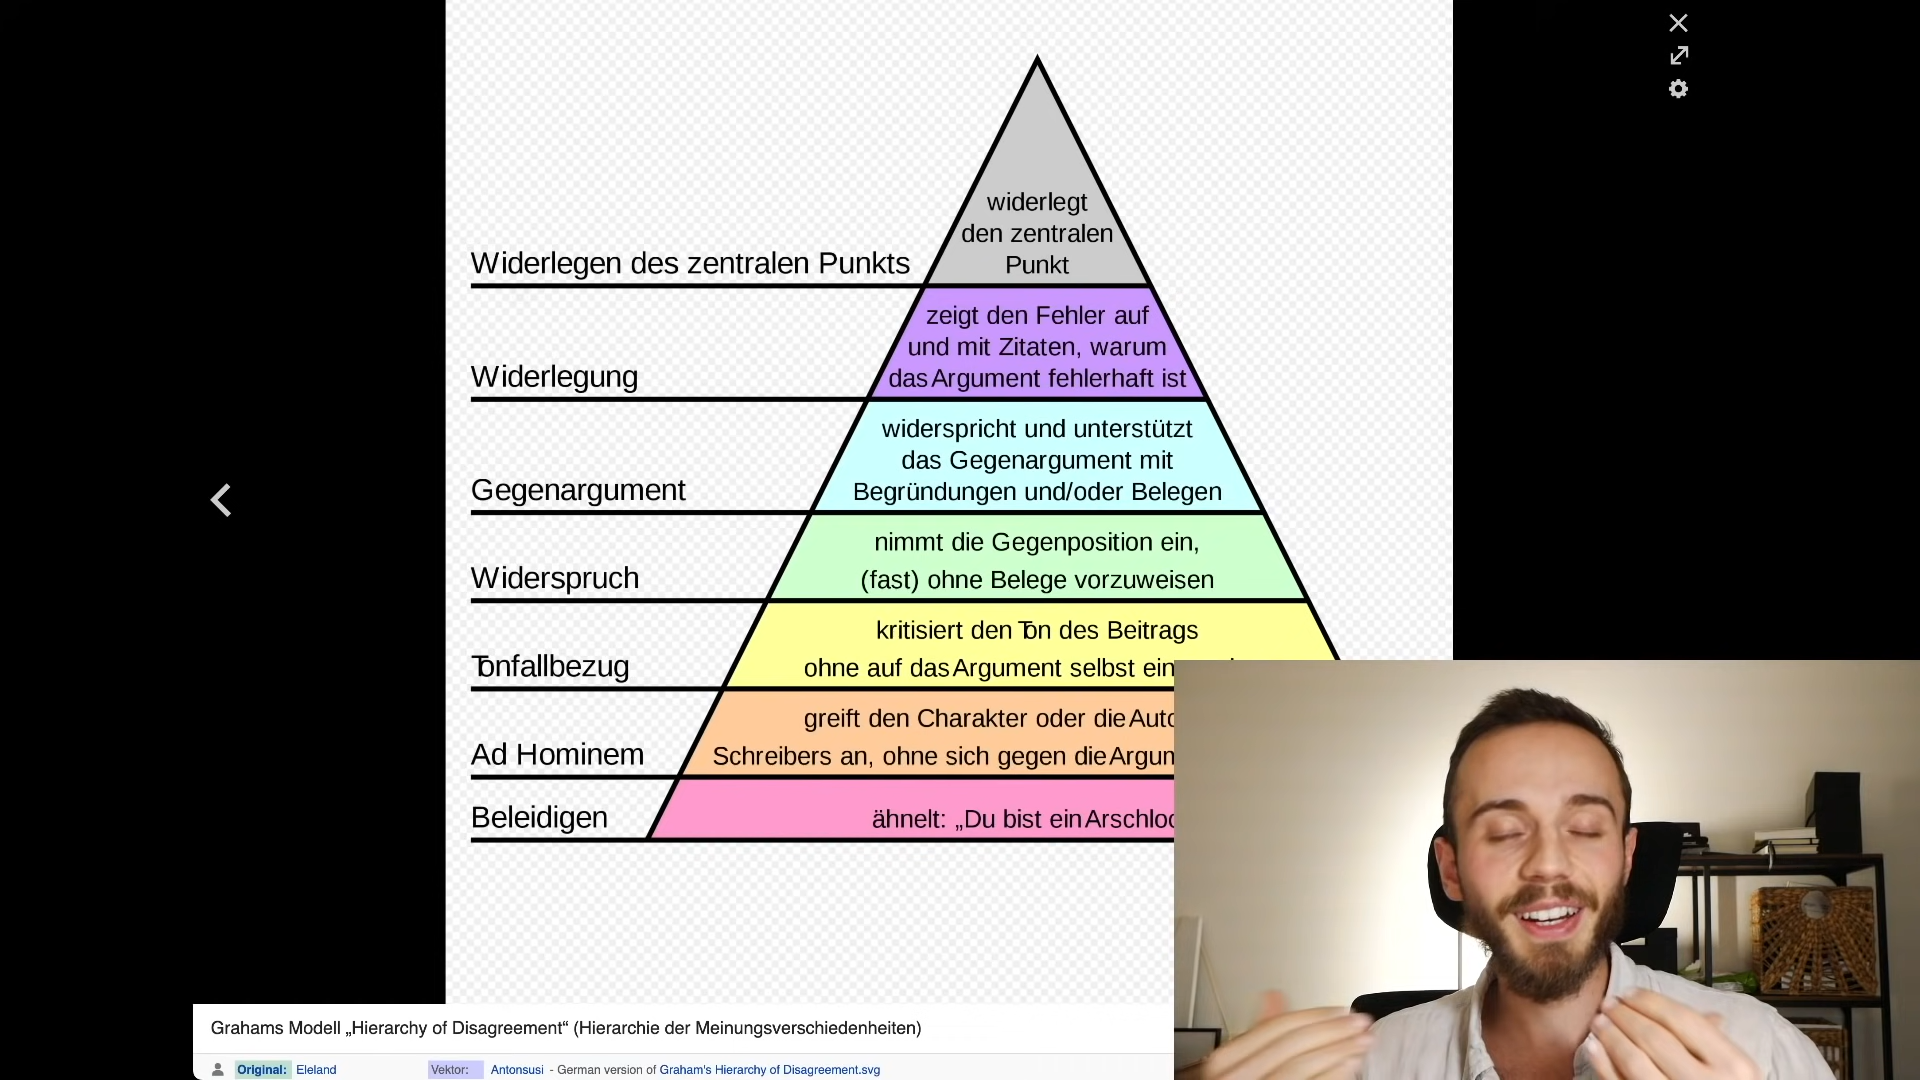 widerlegt
den zentralen
Punkt
Widerlegen des zentralen Punkts
zeigt den Fehler auf
und mit Zitaten, warum
das Argument fehlerhaft ist
Widerlegung
widerspricht und unterstützt
das Gegenargument mit
Begründungen und/oder Belegen
Gegenargument
nimmt die Gegenposition ein,
(fast) ohne Belege vorzuweisen
Widerspruch
kritisiert den Ton des Beitrags
ohne auf das Argument selbst
Tonfallbezug
greift den Charakter oder die
Schreibers an, ohne sich gegen die
Ad Hominem
ähnelt: „Du bist ein
Beleidigen
Grahams Modell „Hierarchy of Disagreement“ (Hierarchie der Meinungsverschiedenheiten)
Original: Eleland Vektor: Antonsusi - German version of Graham's Hierarchy of Disagreement.svg